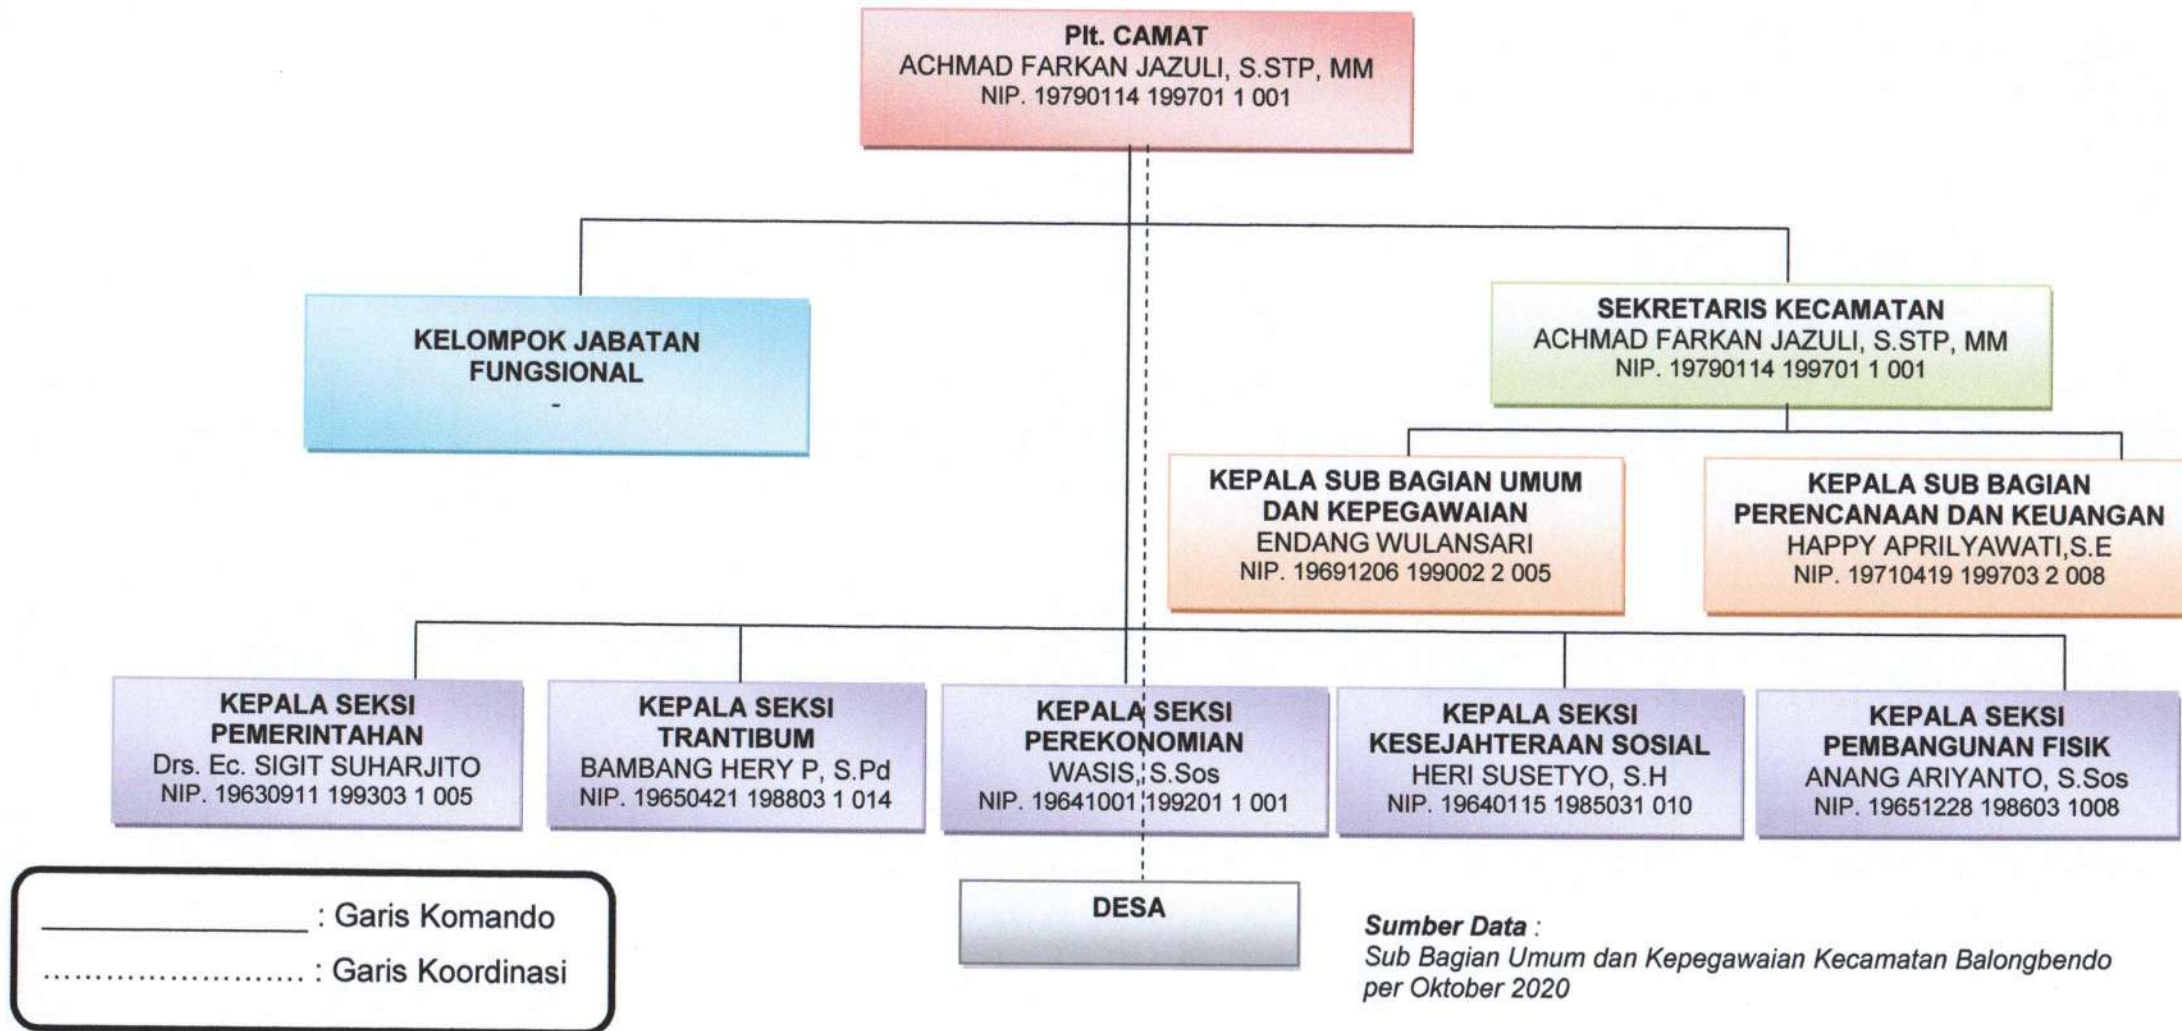 Plt. CAMAT
ACHMAD FARKAN JAZULI, S.STP, MM
NIP. 19790114 199701 1 001
KELOMPOK JABATAN
FUNGSIONAL
-
SEKRETARIS KECAMATAN
ACHMAD FARKAN JAZULI, S.STP, MM
NIP. 19790114 199701 1 001
KEPALA SUB BAGIAN UMUM
DAN KEPEGAWAIAN
ENDANG WULANSARI
NIP. 19691206 199002 2 005
KEPALA SUB BAGIAN
PERENCANAAN DAN KEUANGAN
HAPPY APRILYAWATI,S.E
NIP. 19710419 199703 2 008
KEPALA SEKSI
PEMERINTAHAN
Drs. Ec. SIGIT SUHARJITO
NIP. 19630911 199303 1 005
KEPALA SEKSI
TRANTIBUM
BAMBANG HERY P, S.Pd
NIP. 19650421 198803 1 014
KEPALA SEKSI
PEREKONOMIAN
WASIS, S.Sos
NIP. 19641001 199201 1 001
KEPALA SEKSI
KESEJAHTERAAN SOSIAL
HERI SUSETYO, S.H
NIP. 19640115 1985031 010
KEPALA SEKSI
PEMBANGUNAN FISIK
ANANG ARIYANTO, S.Sos
NIP. 19651228 198603 1008
DESA
: Garis Komando
: Garis Koordinasi
Sumber Data :
Sub Bagian Umum dan Kepegawaian Kecamatan Balongbendo
per Oktober 2020